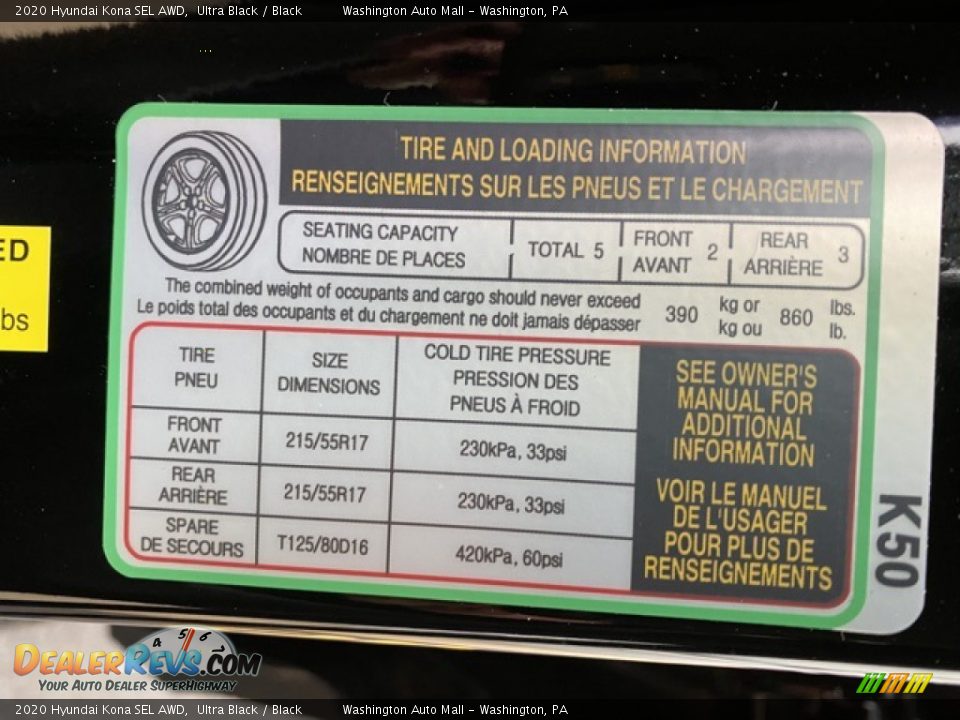 2020 Hyundai Kona SEL AWD, Ultra Black / Black Washington Auto Mall - Washington, PA
TIRE AND LOADING INFORMATION
RENSEIGNEMENTS SUR LES PNEUS ET LE CHARGEMENT
SEATING CAPACITY
NOMBRE DE PLACES
TOTAL 5
FRONT
AVANT
2
REAR
ARRIÈRE
3
The combined weight of occupants and cargo should never exceed
Le poids total des occupants et du chargement ne doit jamais dépasser
390
kg or
kg ou
860
lbs.
lb.
ED
bs
TIRE
PNEU
SIZE
DIMENSIONS
COLD TIRE PRESSURE
PRESSION DES
PNEUS À FROID
FRONT
AVANT
215/55R17
230kPa, 33psi
REAR
ARRIÈRE
215/55R17
230kPa, 33psi
SPARE
DE SECOURS
T125/80D16
420kPa, 60psi
SEE OWNER'S
MANUAL FOR
ADDITIONAL
INFORMATION
VOIR LE MANUEL
DE L'USAGER
POUR PLUS DE
RENSEIGNEMENTS
K50
4 5 6
DEALERREVS.COM
YOUR AUTO DEALER SUPERHIGHWAY
2020 Hyundai Kona SEL AWD, Ultra Black / Black Washington Auto Mall - Washington, PA